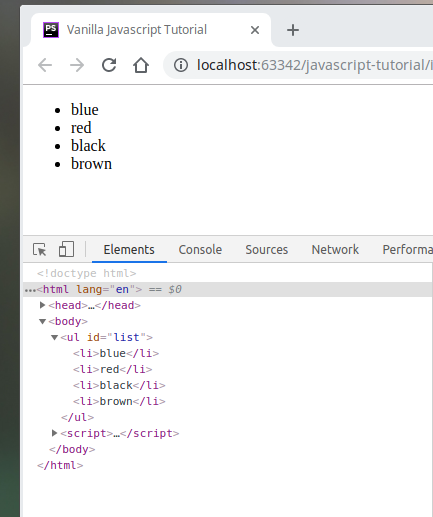 PS Vanilla Javascript Tutorial
localhost:63342/javascript-tutorial/i
blue
red
black
brown
Elements Console Sources Network Performa
<!doctype html>
…<html lang="en"> == $0
<head>…</head>
<body>
<ul id="list">
<li>blue</li>
<li>red</li>
<li>black</li>
<li>brown</li>
</ul>
<script>…</script>
</body>
</html>